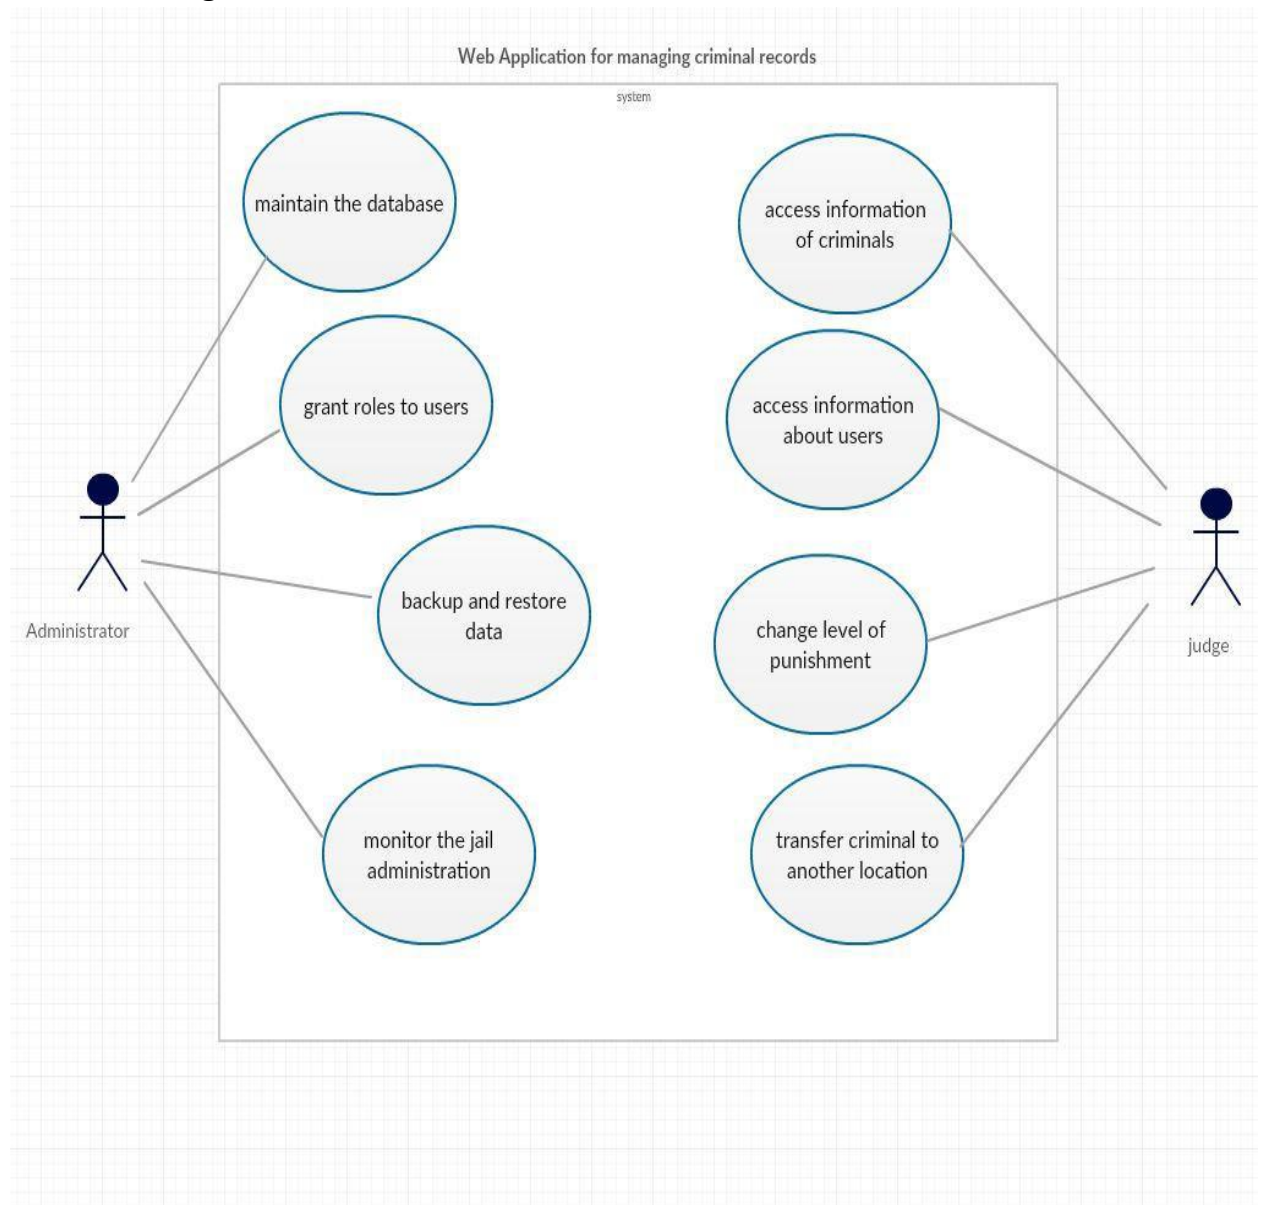 Web Application for managing criminal records
system
maintain the database
access information
of criminals
grant roles to users
access information
about users
backup and restore
data
change level of
punishment
Administrator
judge
monitor the jail
administration
transfer criminal to
another location